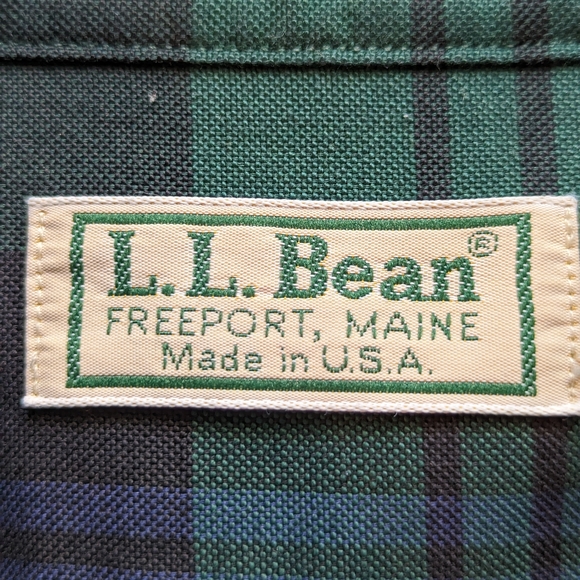 L.L. Bean®
FREEPORT, MAINE
Made in U.S.A.